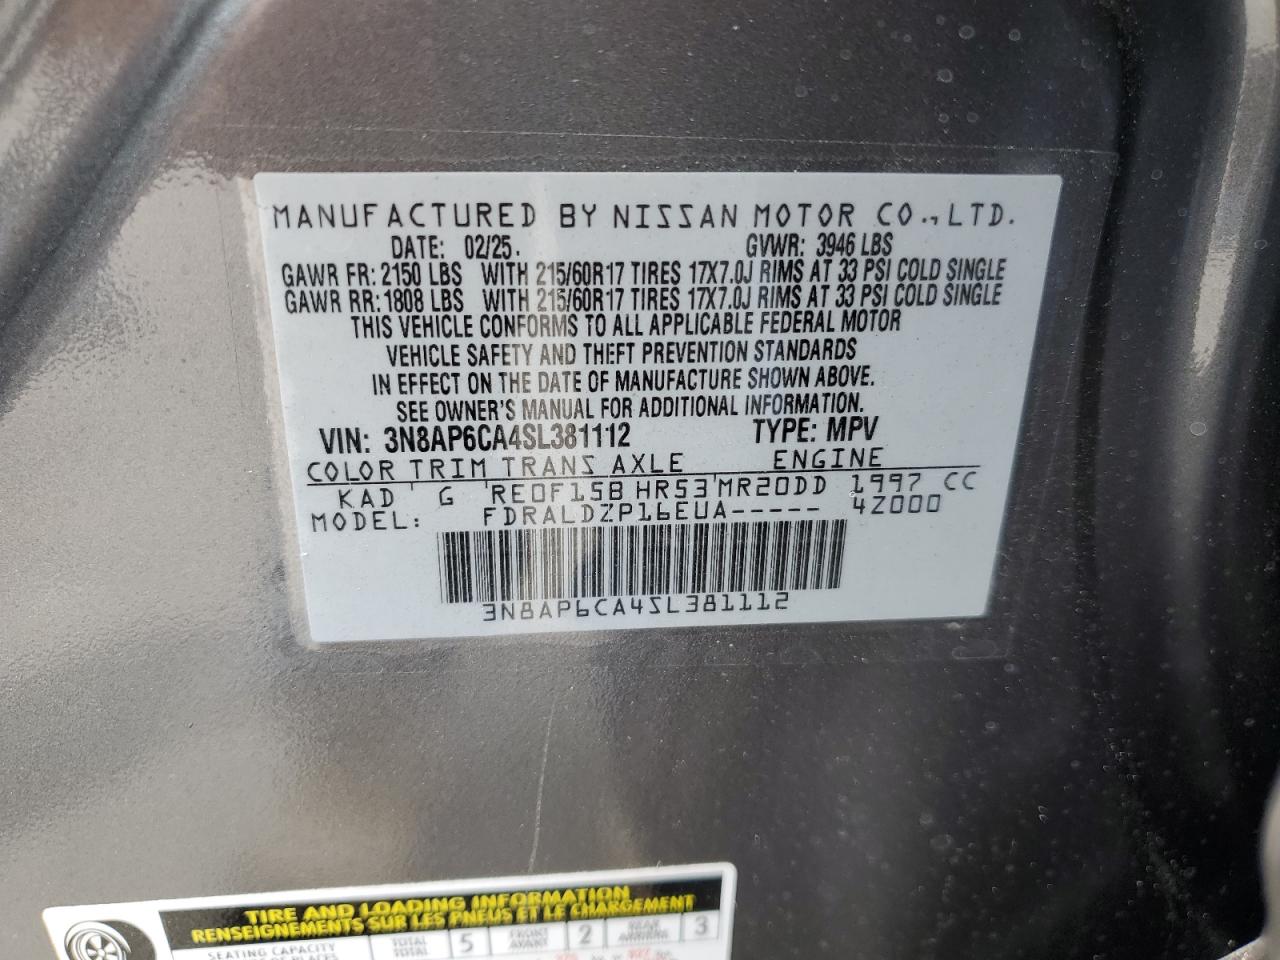 MANUFACTURED BY NISSAN MOTOR CO., LTD.
DATE: 02/25. GVWR: 3946 LBS
GAWR FR: 2150 LBS WITH 215/60R17 TIRES 17X7.0J RIMS AT 33 PSI COLD SINGLE
GAWR RR: 1808 LBS WITH 215/60R17 TIRES 17X7.0J RIMS AT 33 PSI COLD SINGLE
THIS VEHICLE CONFORMS TO ALL APPLICABLE FEDERAL MOTOR
VEHICLE SAFETY AND THEFT PREVENTION STANDARDS
IN EFFECT ON THE DATE OF MANUFACTURE SHOWN ABOVE.
SEE OWNER'S MANUAL FOR ADDITIONAL INFORMATION.
VIN: 3N8AP6CA4SL381112 TYPE: MPV
COLOR TRIM TRANS AXLE ENGINE
KAD G RE0F15B HR53 MR20DD 1997 CC
MODEL: FDRALDZP16EUA----- 4Z000
3N8AP6CA4SL381112
TIRE AND LOADING INFORMATION
RENSEIGNEMENTS SUR LES PNEUS ET LE CHARGEMENT
SEATING CAPACITY
TOTAL 5 FRONT 2 REAR 3
TOTAL AVANT ARRIÈRE